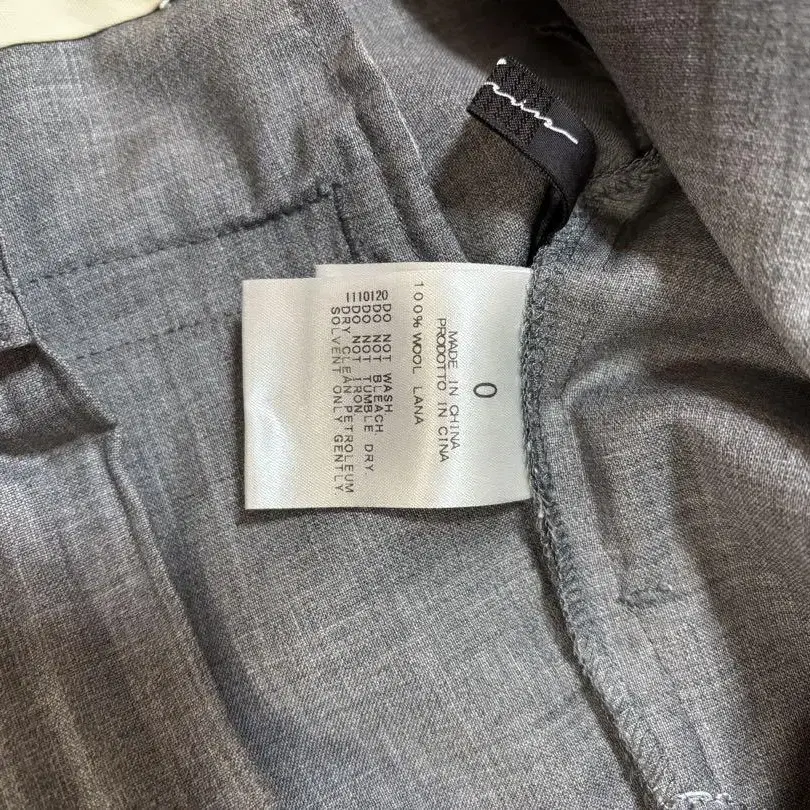 0
MADE IN CHINA
PRODOTTO IN CINA
100% WOOL LANA
1110120
DO NOT WASH
DO NOT BLEACH
DO NOT TUMBLE DRY.
DO NOT IRON
DRY CLEAN PETROLEUM
SOLVENT ONLY GENTLY.